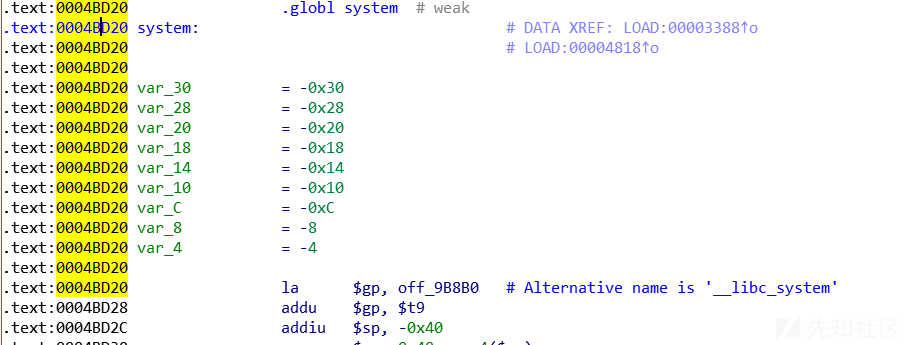 .text:0004BD20 .globl system # weak
.text:0004BD20 system: # DATA XREF: LOAD:00003388↑o
.text:0004BD20 # LOAD:00004818↑o
.text:0004BD20
.text:0004BD20 var_30 = -0x30
.text:0004BD20 var_28 = -0x28
.text:0004BD20 var_20 = -0x20
.text:0004BD20 var_18 = -0x18
.text:0004BD20 var_14 = -0x14
.text:0004BD20 var_10 = -0x10
.text:0004BD20 var_C = -0xC
.text:0004BD20 var_8 = -8
.text:0004BD20 var_4 = -4
.text:0004BD20
.text:0004BD20 la $gp, off_9B8B0 # Alternative name is '__libc_system'
.text:0004BD28 addu $gp, $t9
.text:0004BD2C addiu $sp, -0x40
先知社区